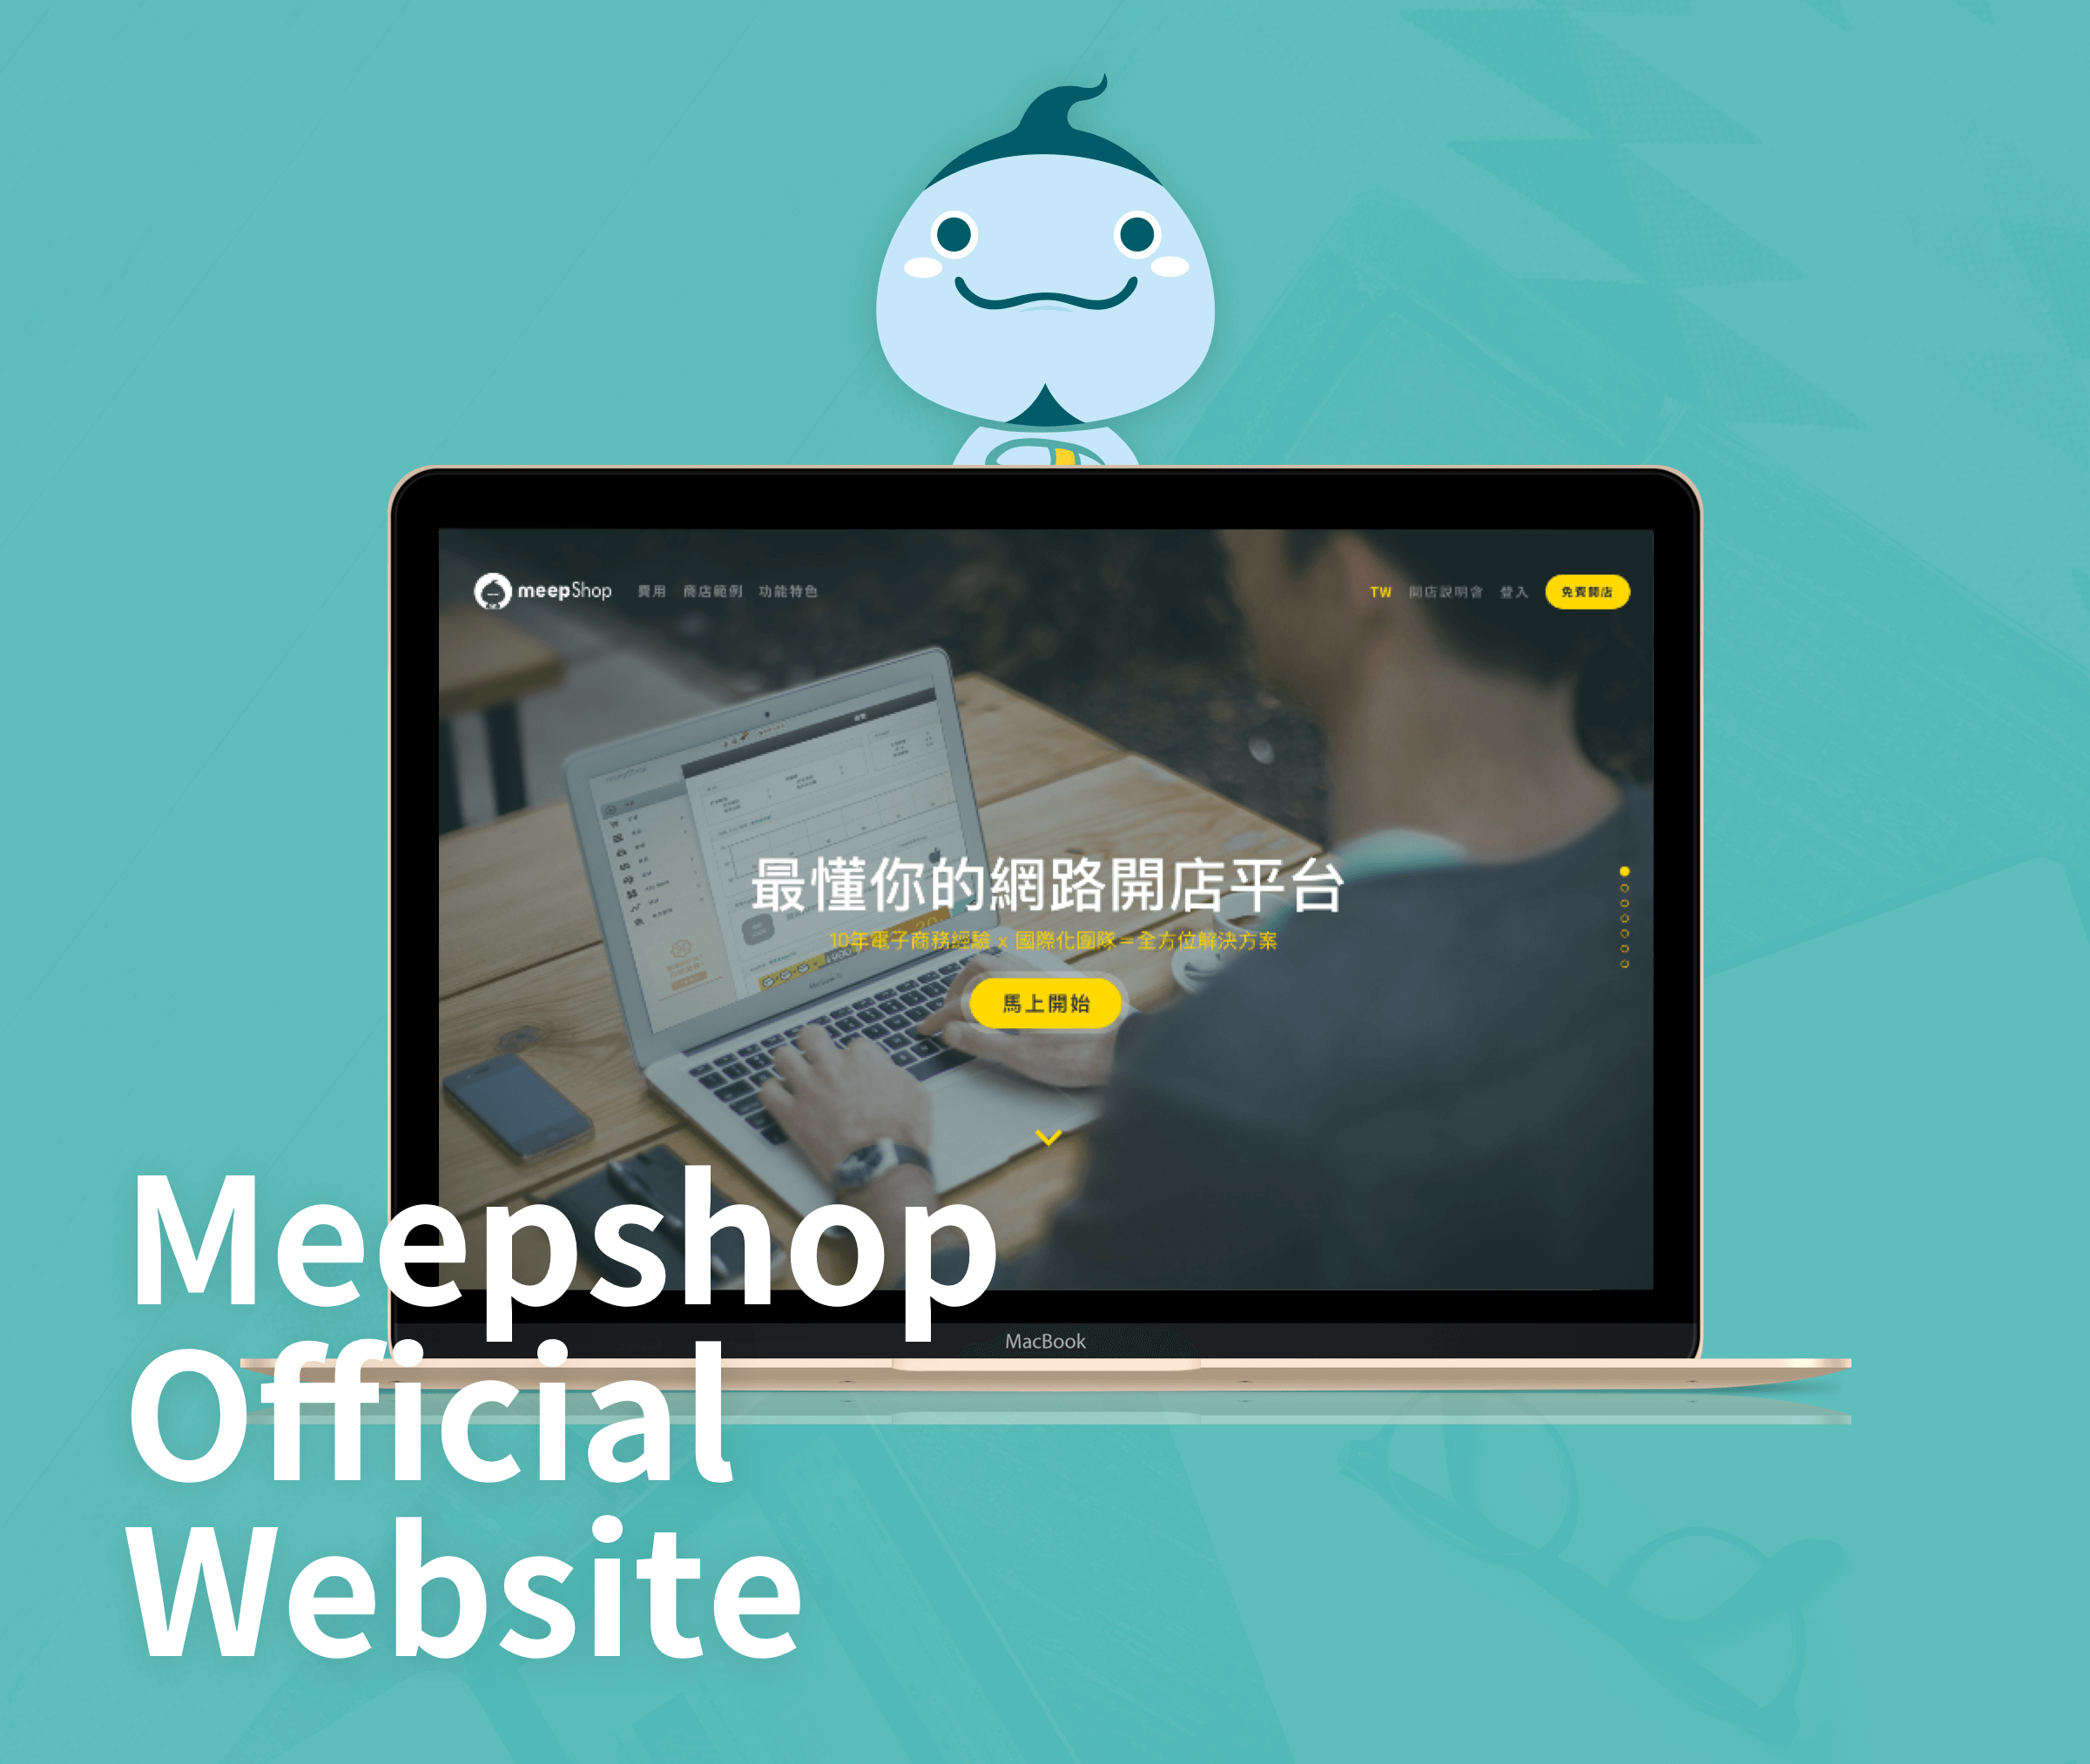 meepShop 費用 商店範例 功能特色 TW 開店說明會 登入 免費開店
最懂你的網路開店平台
10年電子商務經驗 x 國際化團隊=全方位解決方案
馬上開始
MacBook
Meepshop
Official
Website